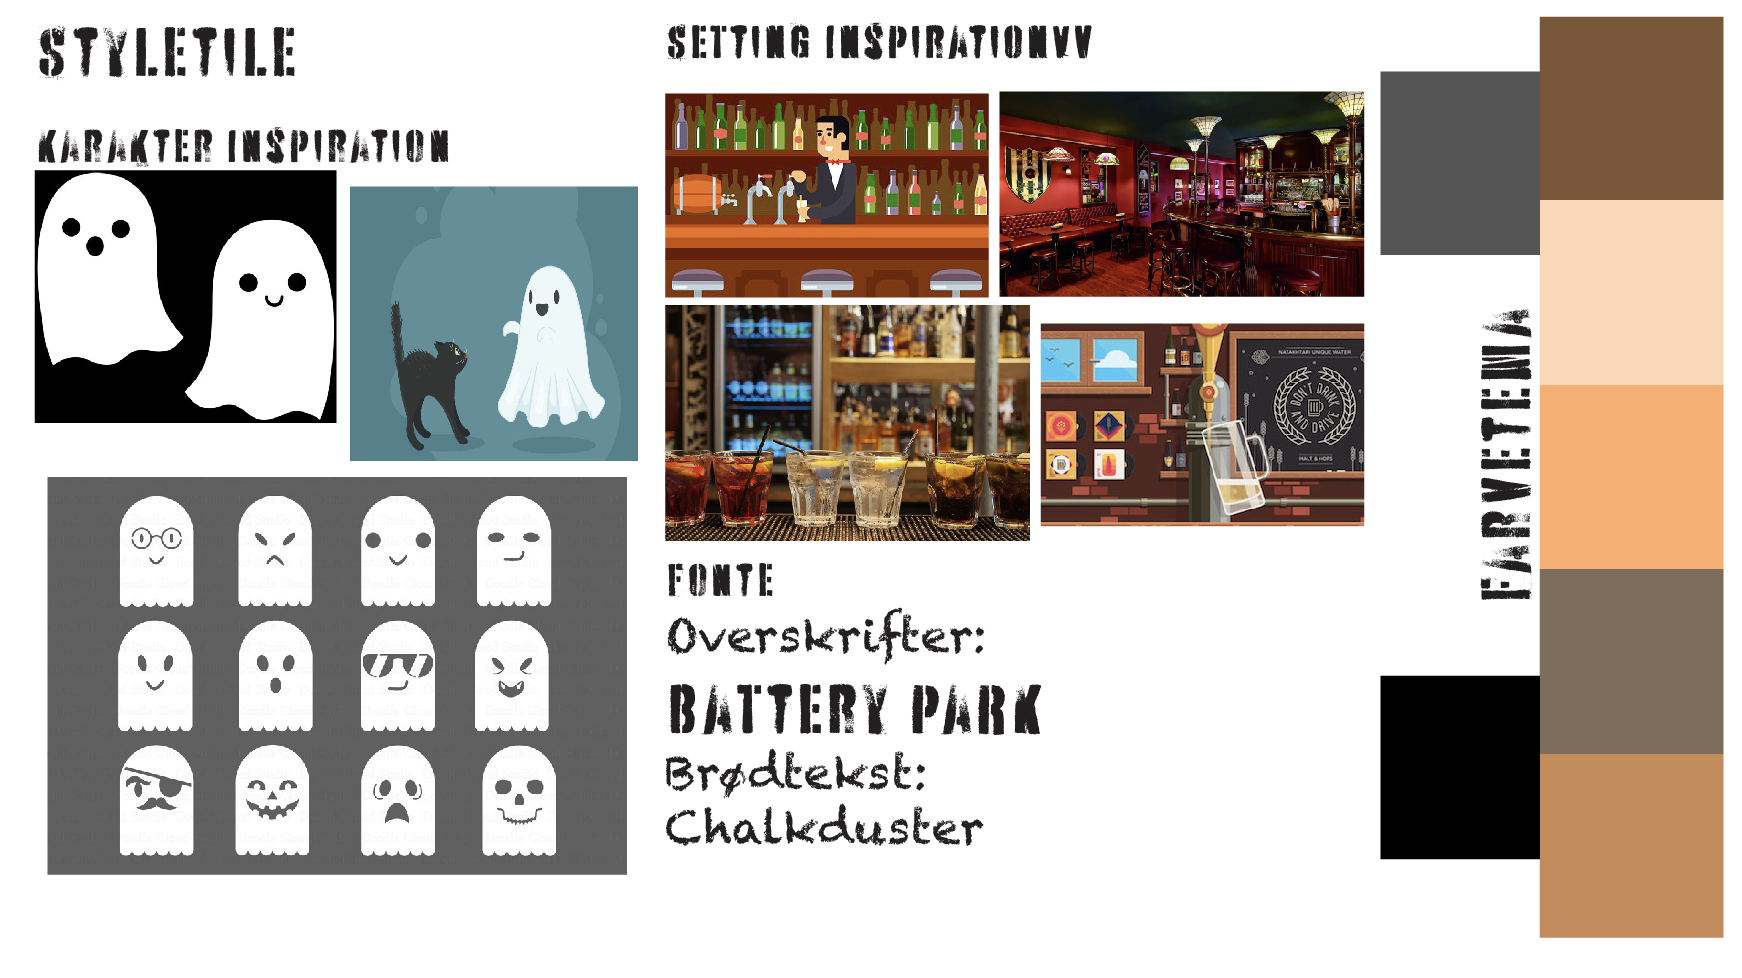 STYLETILE
KARAKTER INSPIRATION
SETTING INSPIRATIONVV
NATAKHTARI UNIQUE WATER
DON'T DRINK
AND DRIVE
MALT & HOPS
FONTE
Overskrifter:
BATTERY PARK
Brødtekst:
Chalkduster
FARVETEMA